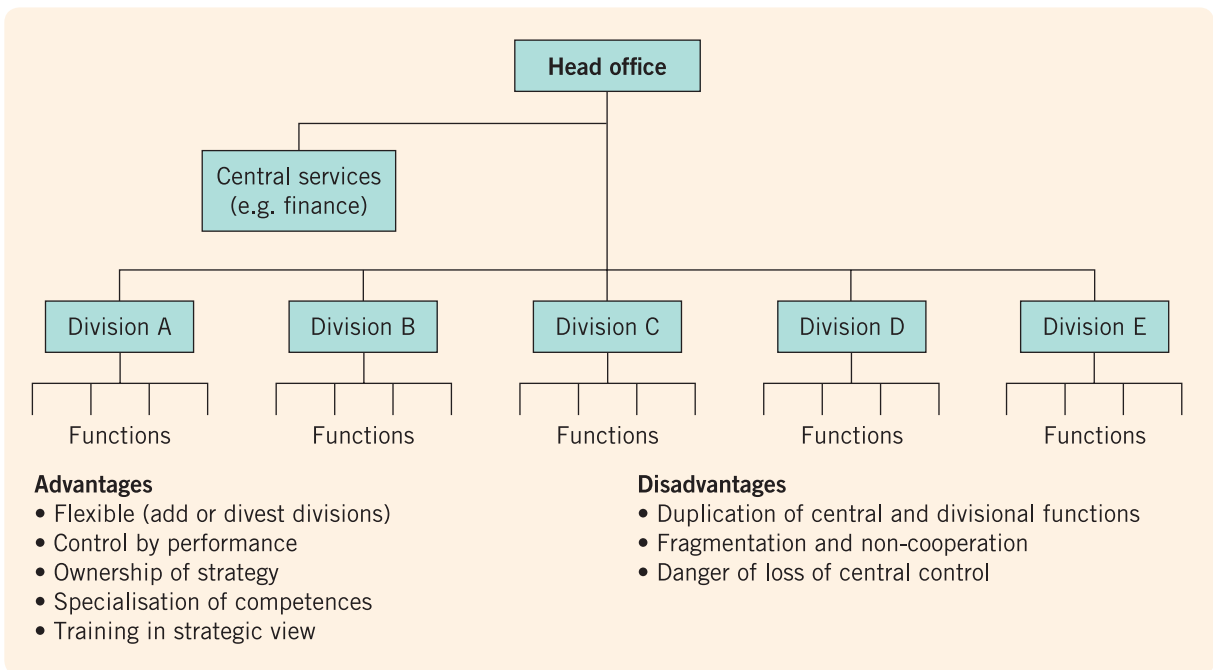 Head office
Central services
(e.g. finance)
Division A
Division B
Division C
Division D
Division E
Functions
Functions
Functions
Functions
Functions
Advantages
• Flexible (add or divest divisions)
• Control by performance
• Ownership of strategy
• Specialisation of competences
• Training in strategic view
Disadvantages
• Duplication of central and divisional functions
• Fragmentation and non-cooperation
• Danger of loss of central control